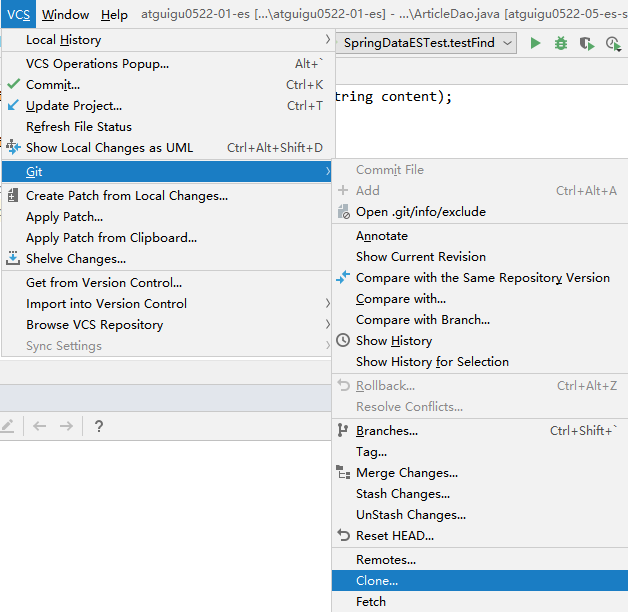 VCS Window Help atguigu0522-01-es [...\atguigu0522-01-es] - ...\ArticleDao.java [atguigu0522-05-es-s
Local History
SpringDataESTest.testFind
VCS Operations Popup... Alt+`
Commit... Ctrl+K
tring content);
Update Project... Ctrl+T
Refresh File Status
Show Local Changes as UML Ctrl+Alt+Shift+D
Git
Create Patch from Local Changes...
Apply Patch...
Apply Patch from Clipboard...
Shelve Changes...
Get from Version Control...
Import into Version Control
Browse VCS Repository
Sync Settings
?
Commit File
Add Ctrl+Alt+A
Open .git/info/exclude
Annotate
Show Current Revision
Compare with the Same Repository Version
Compare with...
Compare with Branch...
Show History
Show History for Selection
Rollback... Ctrl+Alt+Z
Resolve Conflicts...
Branches... Ctrl+Shift+`
Tag...
Merge Changes...
Stash Changes...
UnStash Changes...
Reset HEAD...
Remotes...
Clone...
Fetch